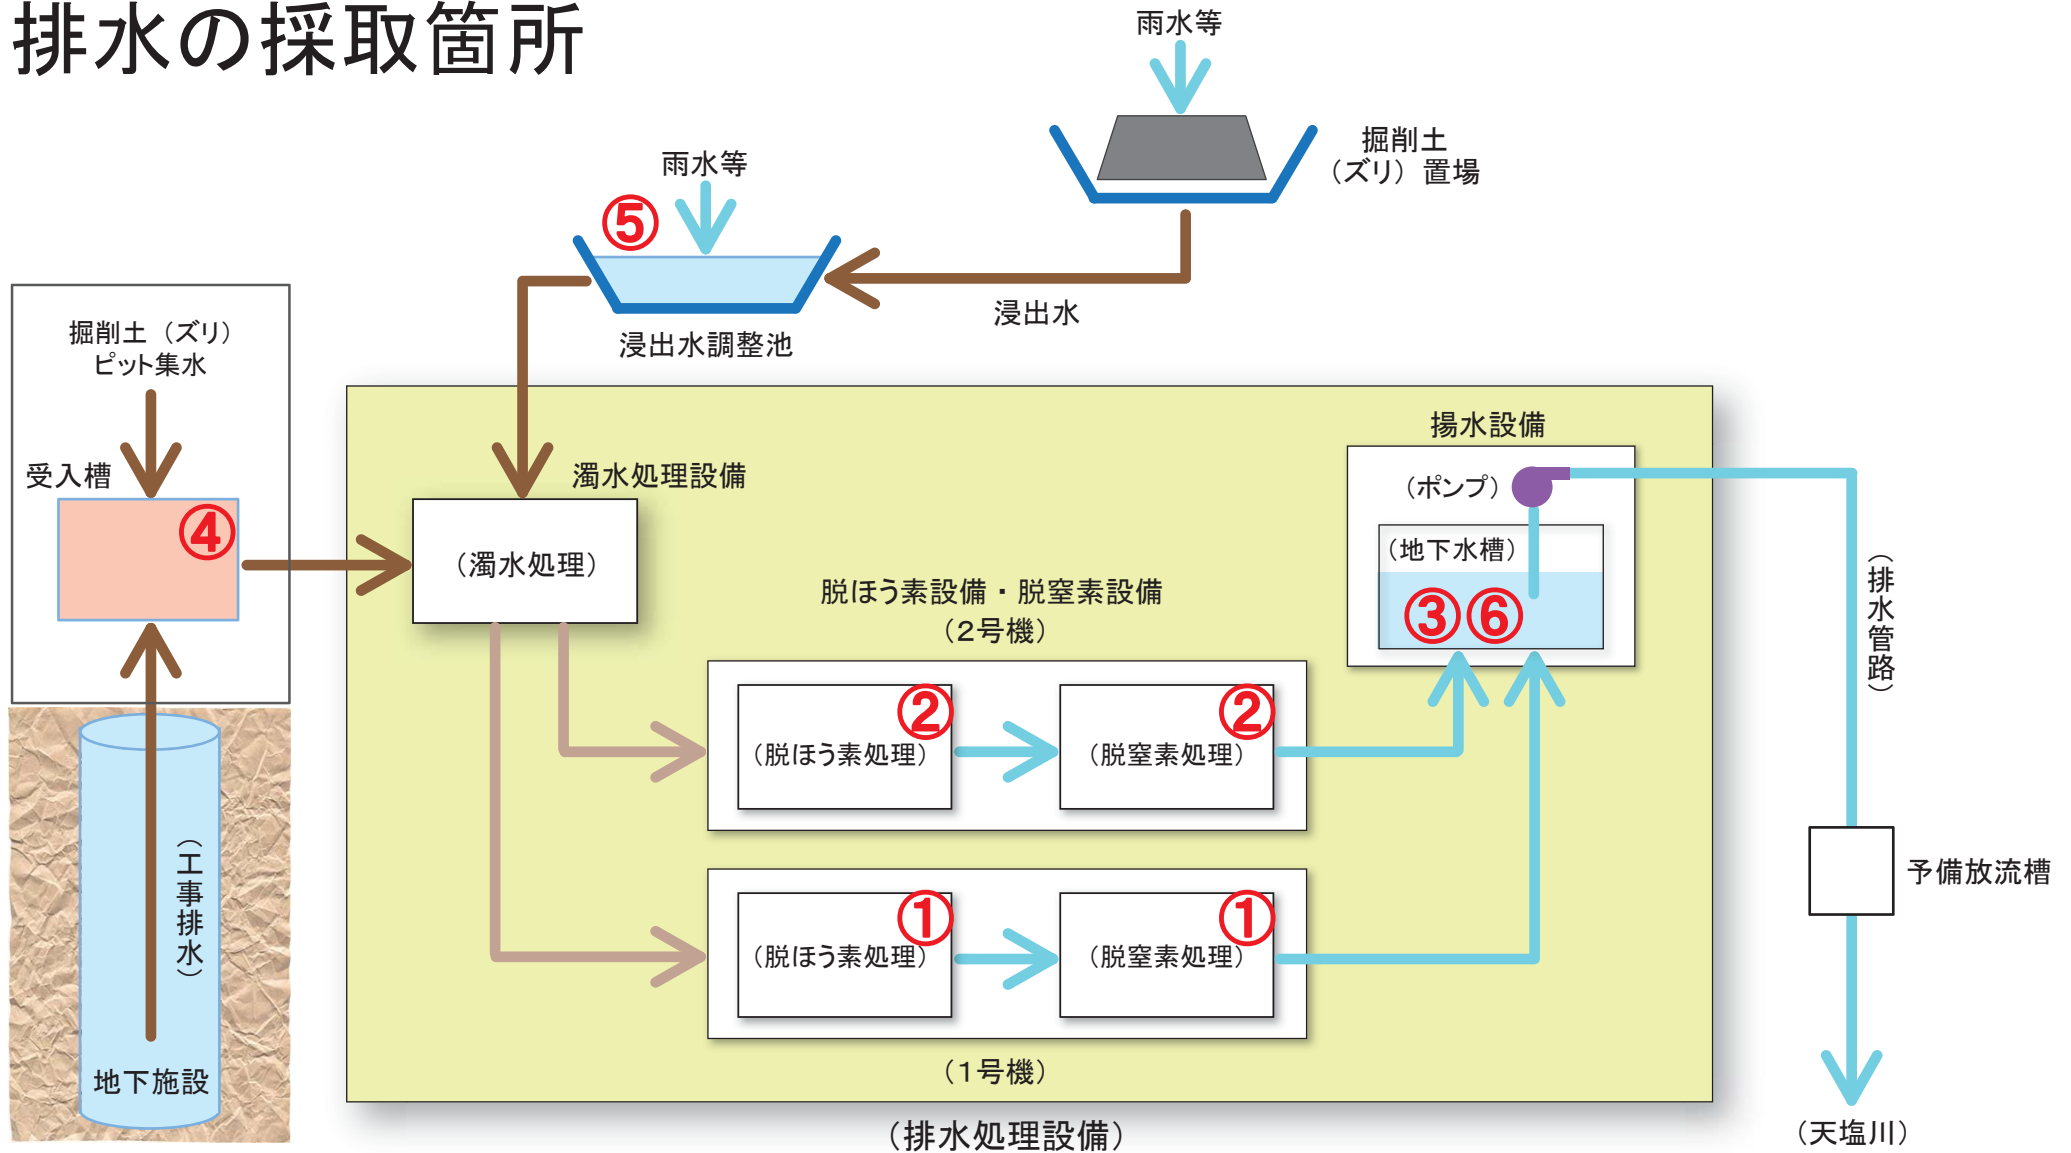 排水の採取箇所
雨水等
掘削土
（ズリ）置場
雨水等
⑤
浸出水
浸出水調整池
掘削土（ズリ）
ピット集水
受入槽
④
濁水処理設備
（濁水処理）
揚水設備
（ポンプ）
（地下水槽）
③⑥
（排水管路）
脱ほう素設備・脱窒素設備
（２号機）
②
（脱ほう素処理）
②
（脱窒素処理）
①
（脱ほう素処理）
①
（脱窒素処理）
（１号機）
（工事排水）
地下施設
予備放流槽
（排水処理設備）
（天塩川）